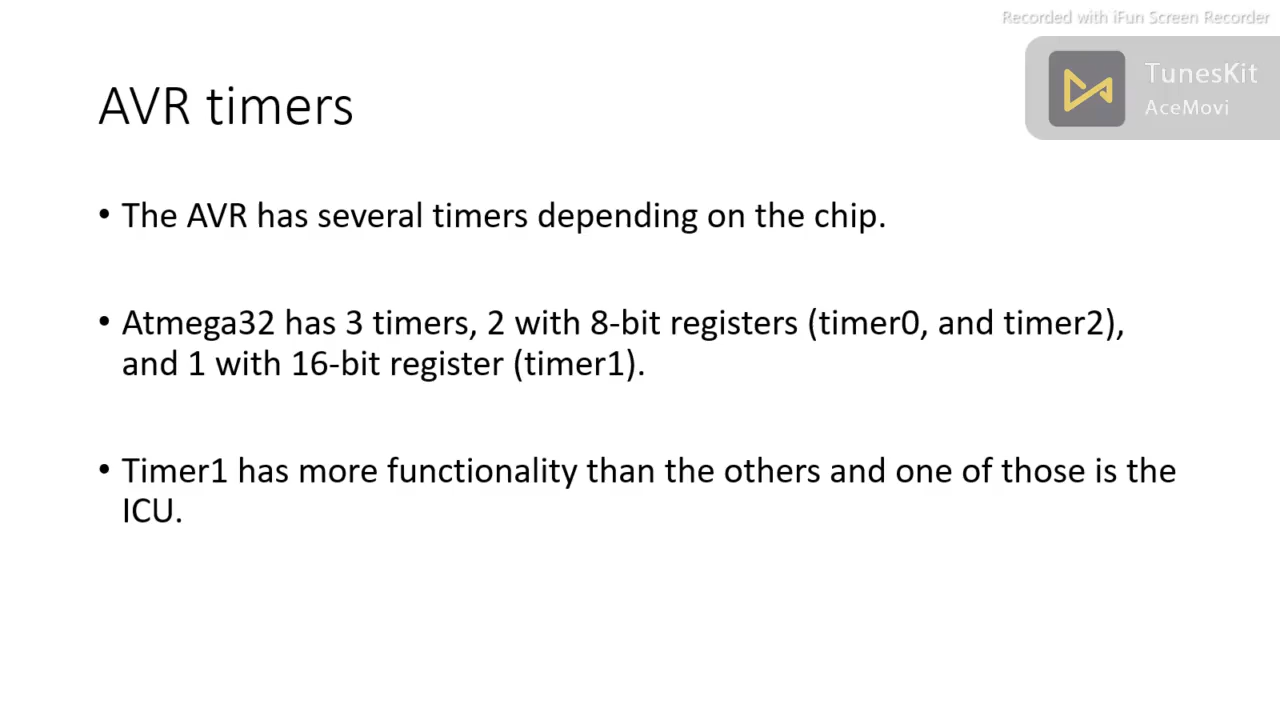 Recorded with iFun Screen Recorder
TunesKit
AceMovi
AVR timers
• The AVR has several timers depending on the chip.
• Atmega32 has 3 timers, 2 with 8-bit registers (timer0, and timer2),
and 1 with 16-bit register (timer1).
• Timer1 has more functionality than the others and one of those is the
ICU.